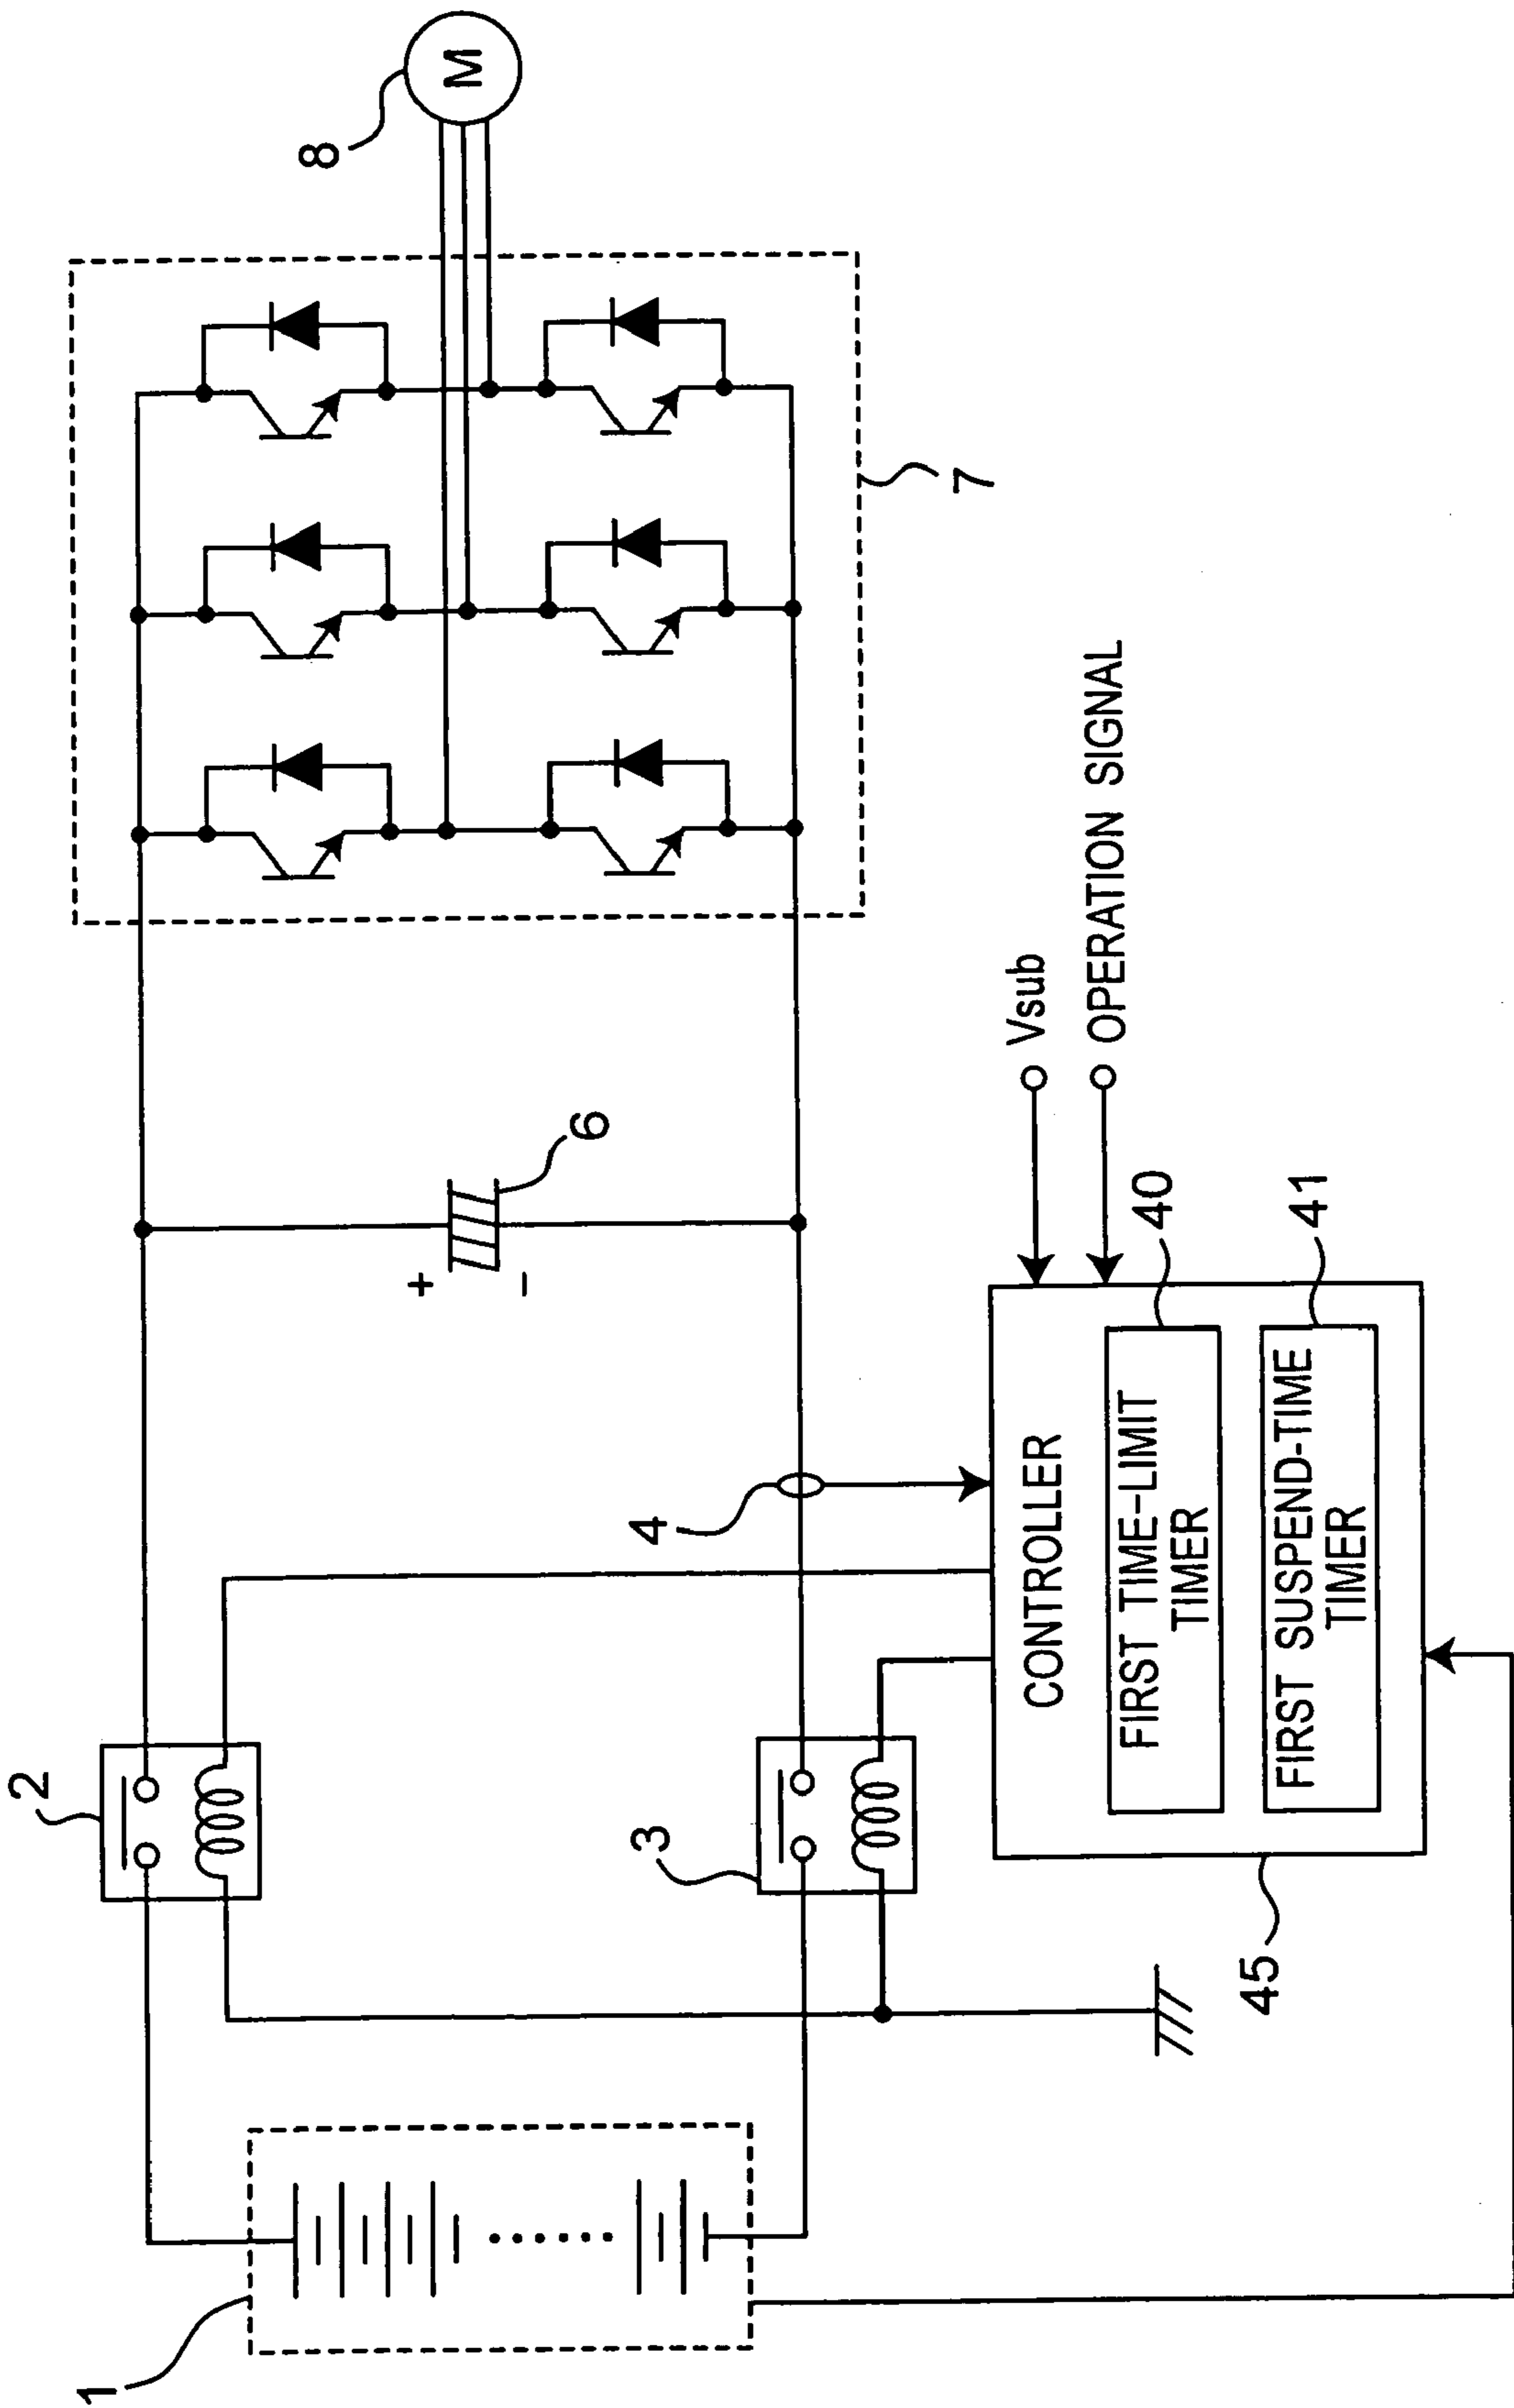 1
2
3
4
+
−
6
7
8
M
Vsub
OPERATION SIGNAL
CONTROLLER
FIRST TIME-LIMIT
TIMER
40
FIRST SUSPEND-TIME
TIMER
41
45